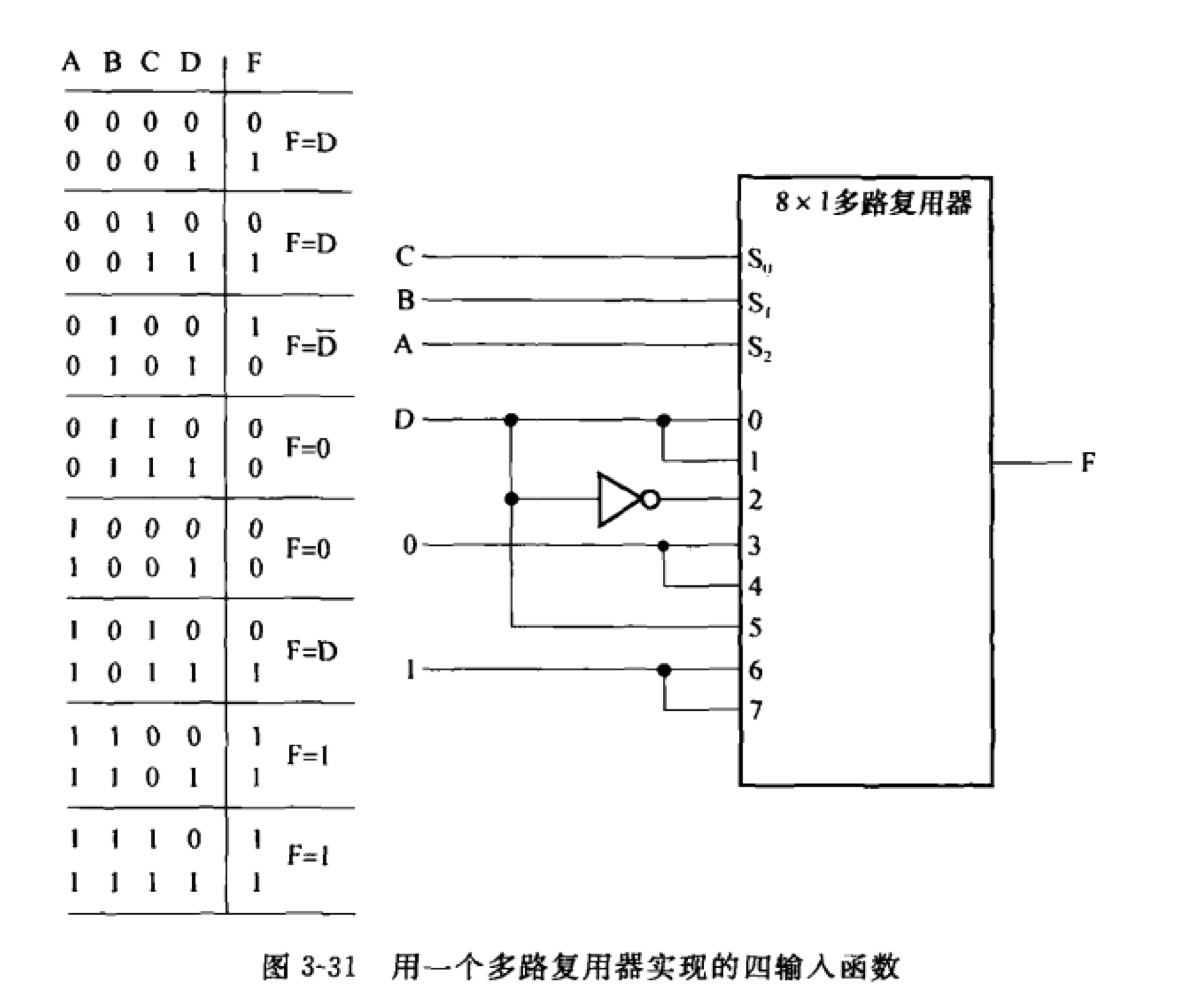 A B C D F
0 0 0 0 0
F=D
0 0 0 1 1
0 0 1 0 0
F=D
0 0 1 1 1
0 1 0 0 1
F=D̅
0 1 0 1 0
0 1 1 0 0
F=0
0 1 1 1 0
1 0 0 0 0
F=0
1 0 0 1 0
1 0 1 0 0
F=D
1 0 1 1 1
1 1 0 0 1
F=1
1 1 0 1 1
1 1 1 0 1
F=1
1 1 1 1 1
8×1多路复用器
C S₀
B S₁
A S₂
D 0
1
2
0 3
4
5
1 6
7
F
图 3-31 用一个多路复用器实现的四输入函数